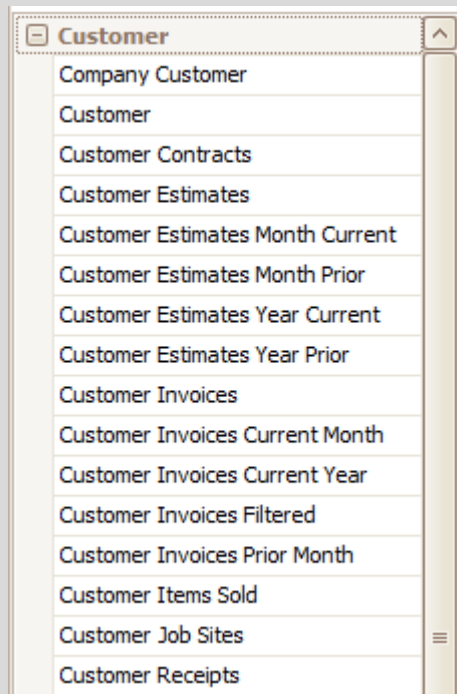 Customer
Company Customer
Customer
Customer Contracts
Customer Estimates
Customer Estimates Month Current
Customer Estimates Month Prior
Customer Estimates Year Current
Customer Estimates Year Prior
Customer Invoices
Customer Invoices Current Month
Customer Invoices Current Year
Customer Invoices Filtered
Customer Invoices Prior Month
Customer Items Sold
Customer Job Sites
Customer Receipts